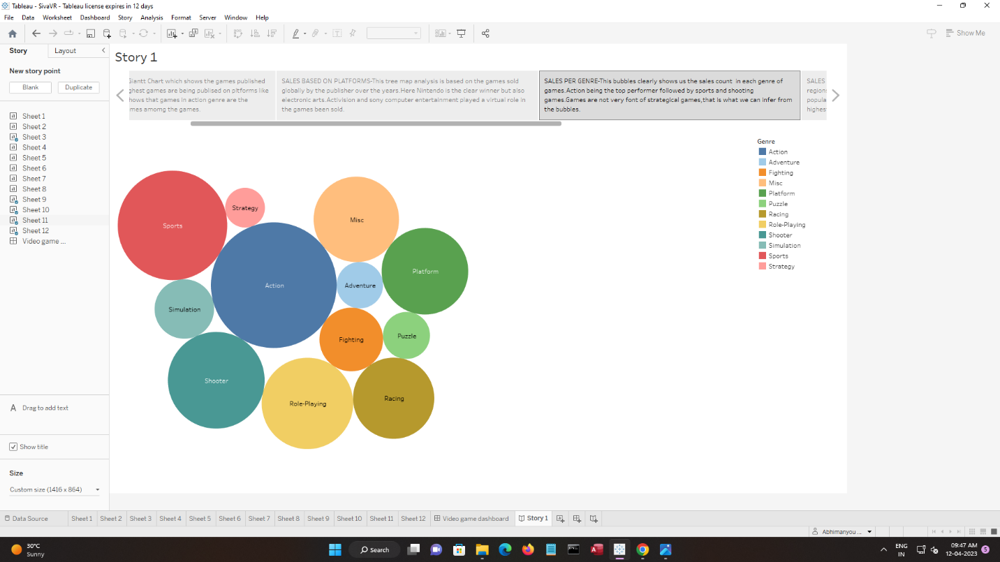 Tableau - SivaVR - Tableau license expires in 12 days
File Data Worksheet Dashboard Story Analysis Format Server Window Help
Show Me
Story Layout
New story point
Blank Duplicate
Sheet 1
Sheet 2
Sheet 3
Sheet 4
Sheet 5
Sheet 6
Sheet 7
Sheet 8
Sheet 9
Sheet 10
Sheet 11
Sheet 12
Video game ...
A Drag to add text
Show title
Size
Custom size (1416 x 864)
Story 1
Giantt Chart which shows the games published
ghest games are being publised on pltforms like
hows that games in action genre are the
mes amomg the games.
SALES BASED ON PLATFORMS-This tree map analysis is based on the games sold
globally by the publisher over the years.Here Nintendo is the clear winner but also
electronic arts.Activision and sony computer entertainment played a virtual role in
the games been sold.
SALES PER GENRE-This bubbles clearly shows us the sales count in each genre of
games.Action being the top performer followed by sports and shooting
games.Games are not very font of strategical games,that is what we can infer from
the bubbles.
SALES
region
popula
highes
Sports
Strategy
Misc
Platform
Action
Adventure
Simulation
Fighting
Puzzle
Shooter
Role-Playing
Racing
Genre
Action
Adventure
Fighting
Misc
Platform
Puzzle
Racing
Role-Playing
Shooter
Simulation
Sports
Strategy
Data Source Sheet 1 Sheet 2 Sheet 3 Sheet 4 Sheet 5 Sheet 6 Sheet 7 Sheet 8 Sheet 9 Sheet 10 Sheet 11 Sheet 12 Video game dashboard Story 1
Abhimanyou ...
30°C
Sunny
Search
ENG
IN
09:47 AM
12-04-2023
5